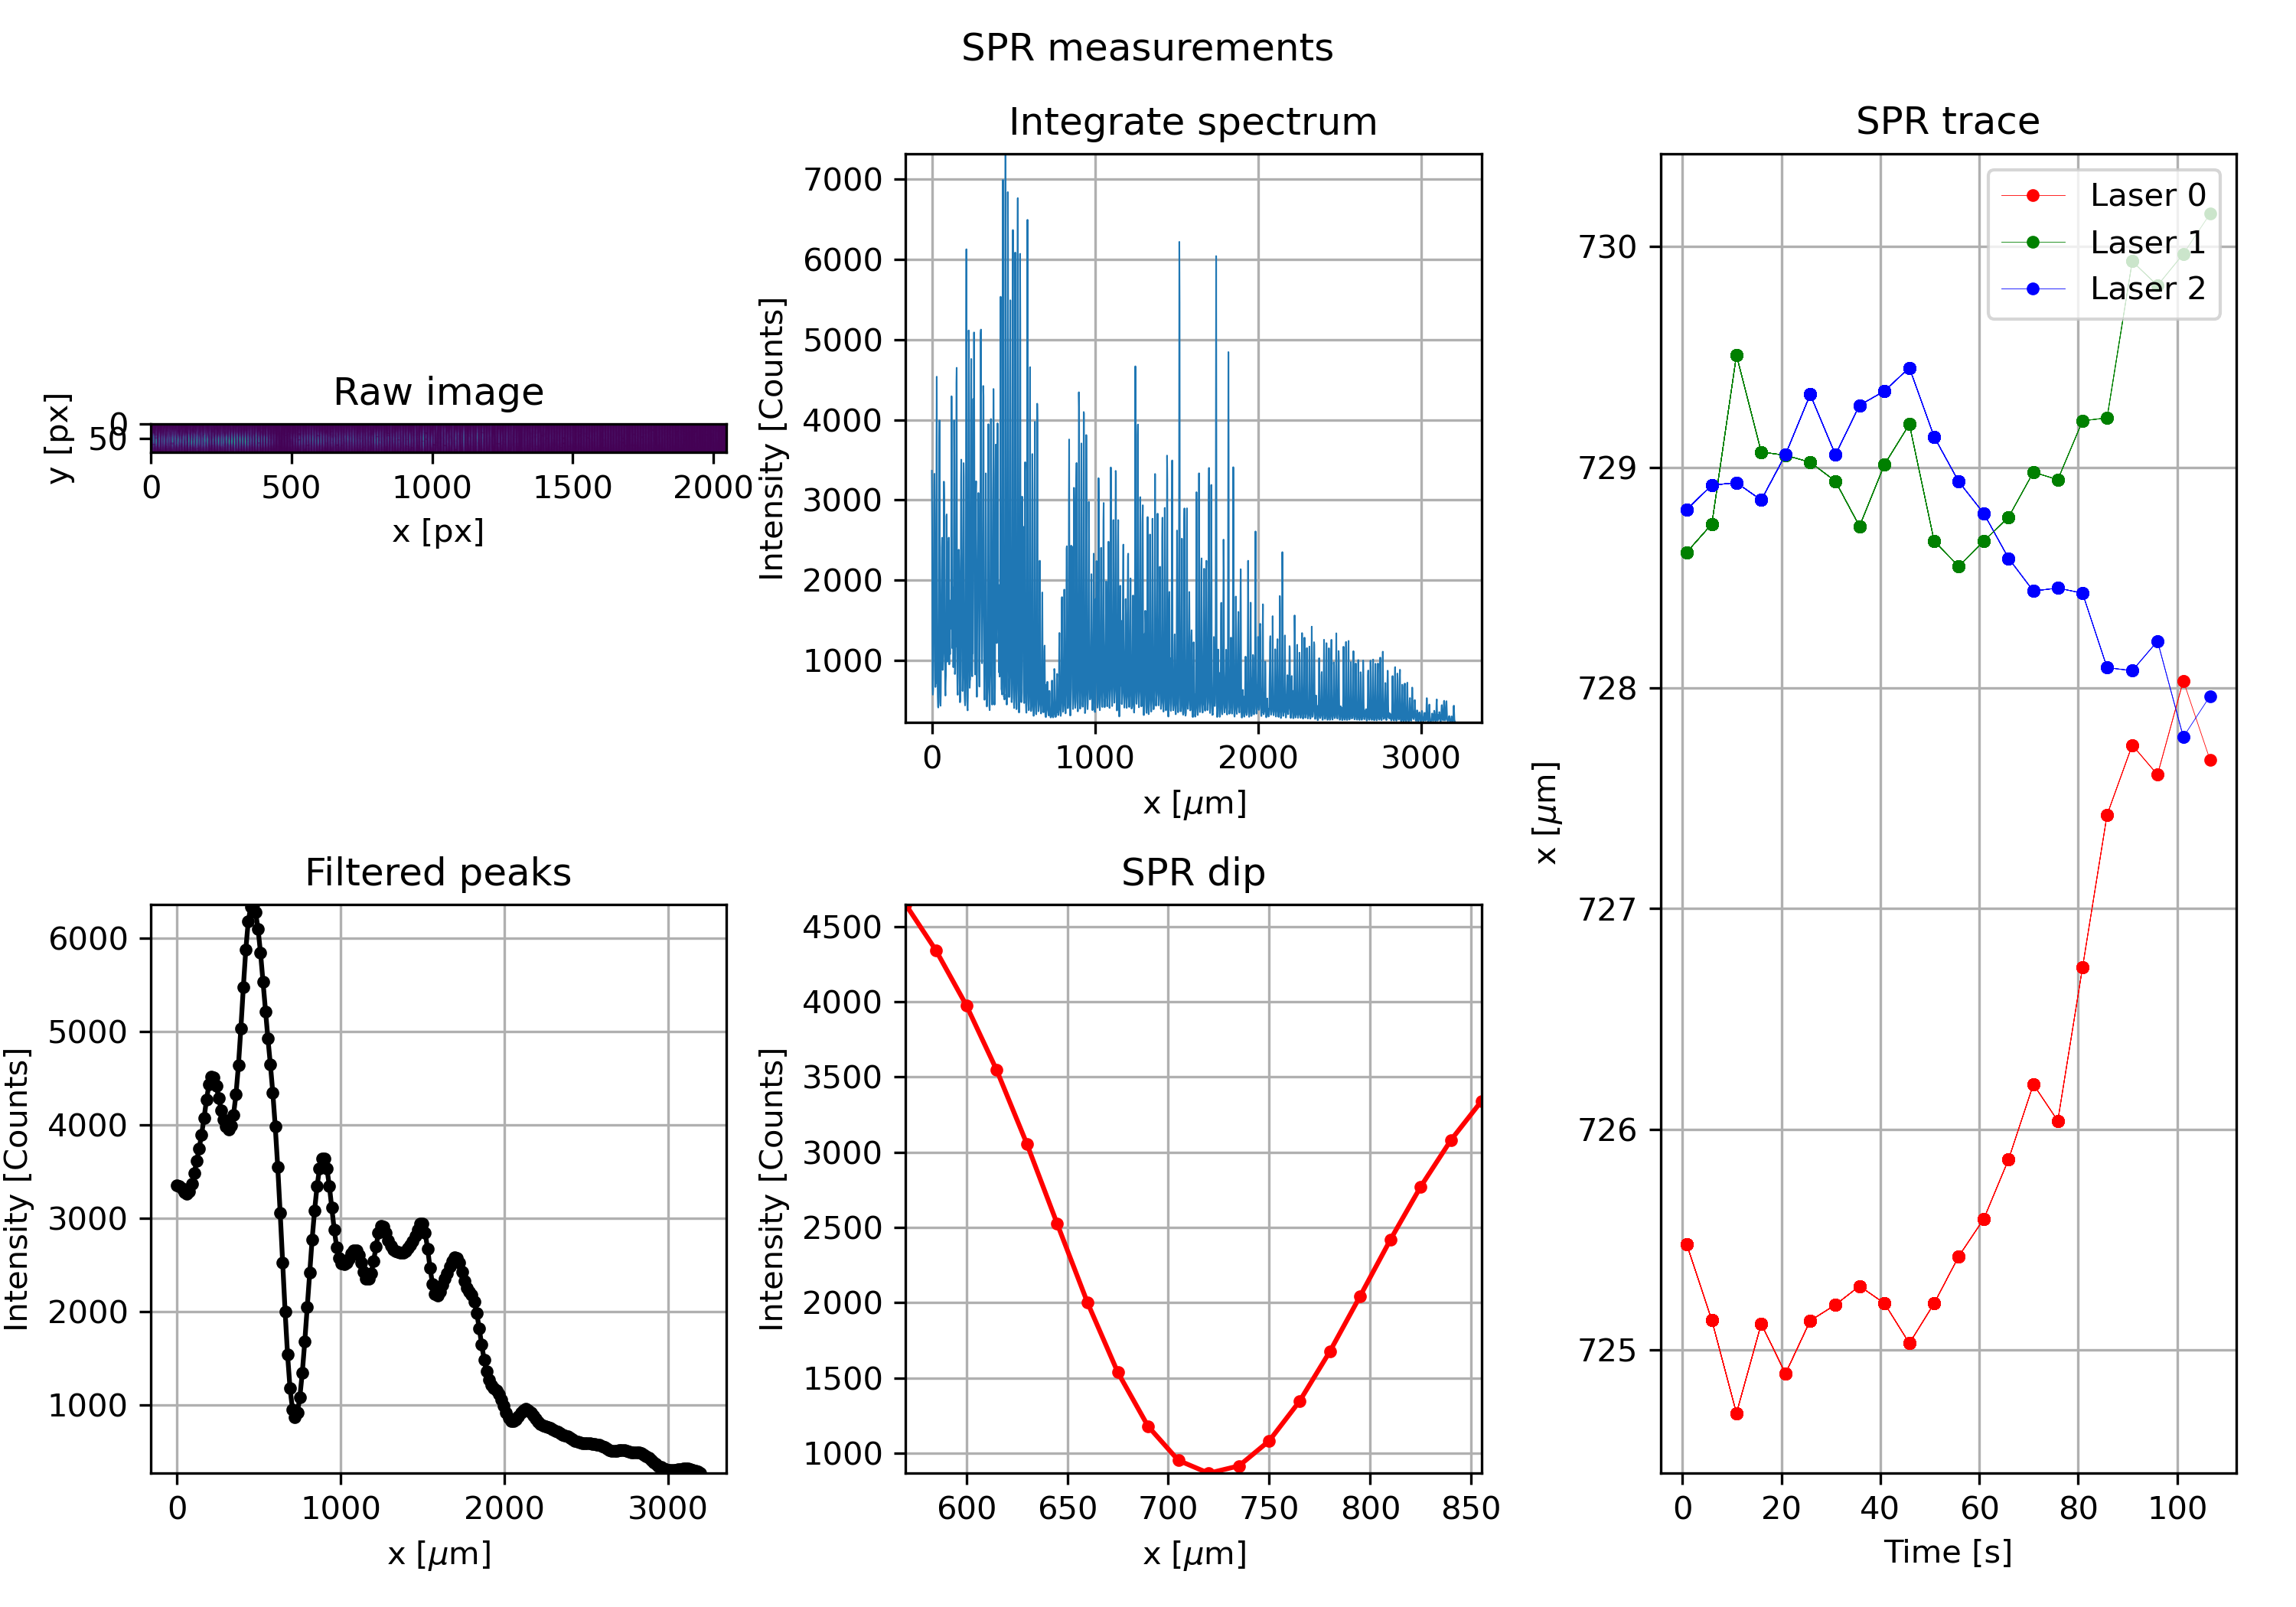 SPR measurements
Raw image
y [px]
0
50
0 500 1000 1500 2000
x [px]
Integrate spectrum
Intensity [Counts]
7000
6000
5000
4000
3000
2000
1000
0 1000 2000 3000
x [μm]
Filtered peaks
Intensity [Counts]
6000
5000
4000
3000
2000
1000
0 1000 2000 3000
x [μm]
SPR dip
Intensity [Counts]
4500
4000
3500
3000
2500
2000
1500
1000
600 650 700 750 800 850
x [μm]
SPR trace
Laser 0
Laser 1
Laser 2
x [μm]
730
729
728
727
726
725
0 20 40 60 80 100
Time [s]